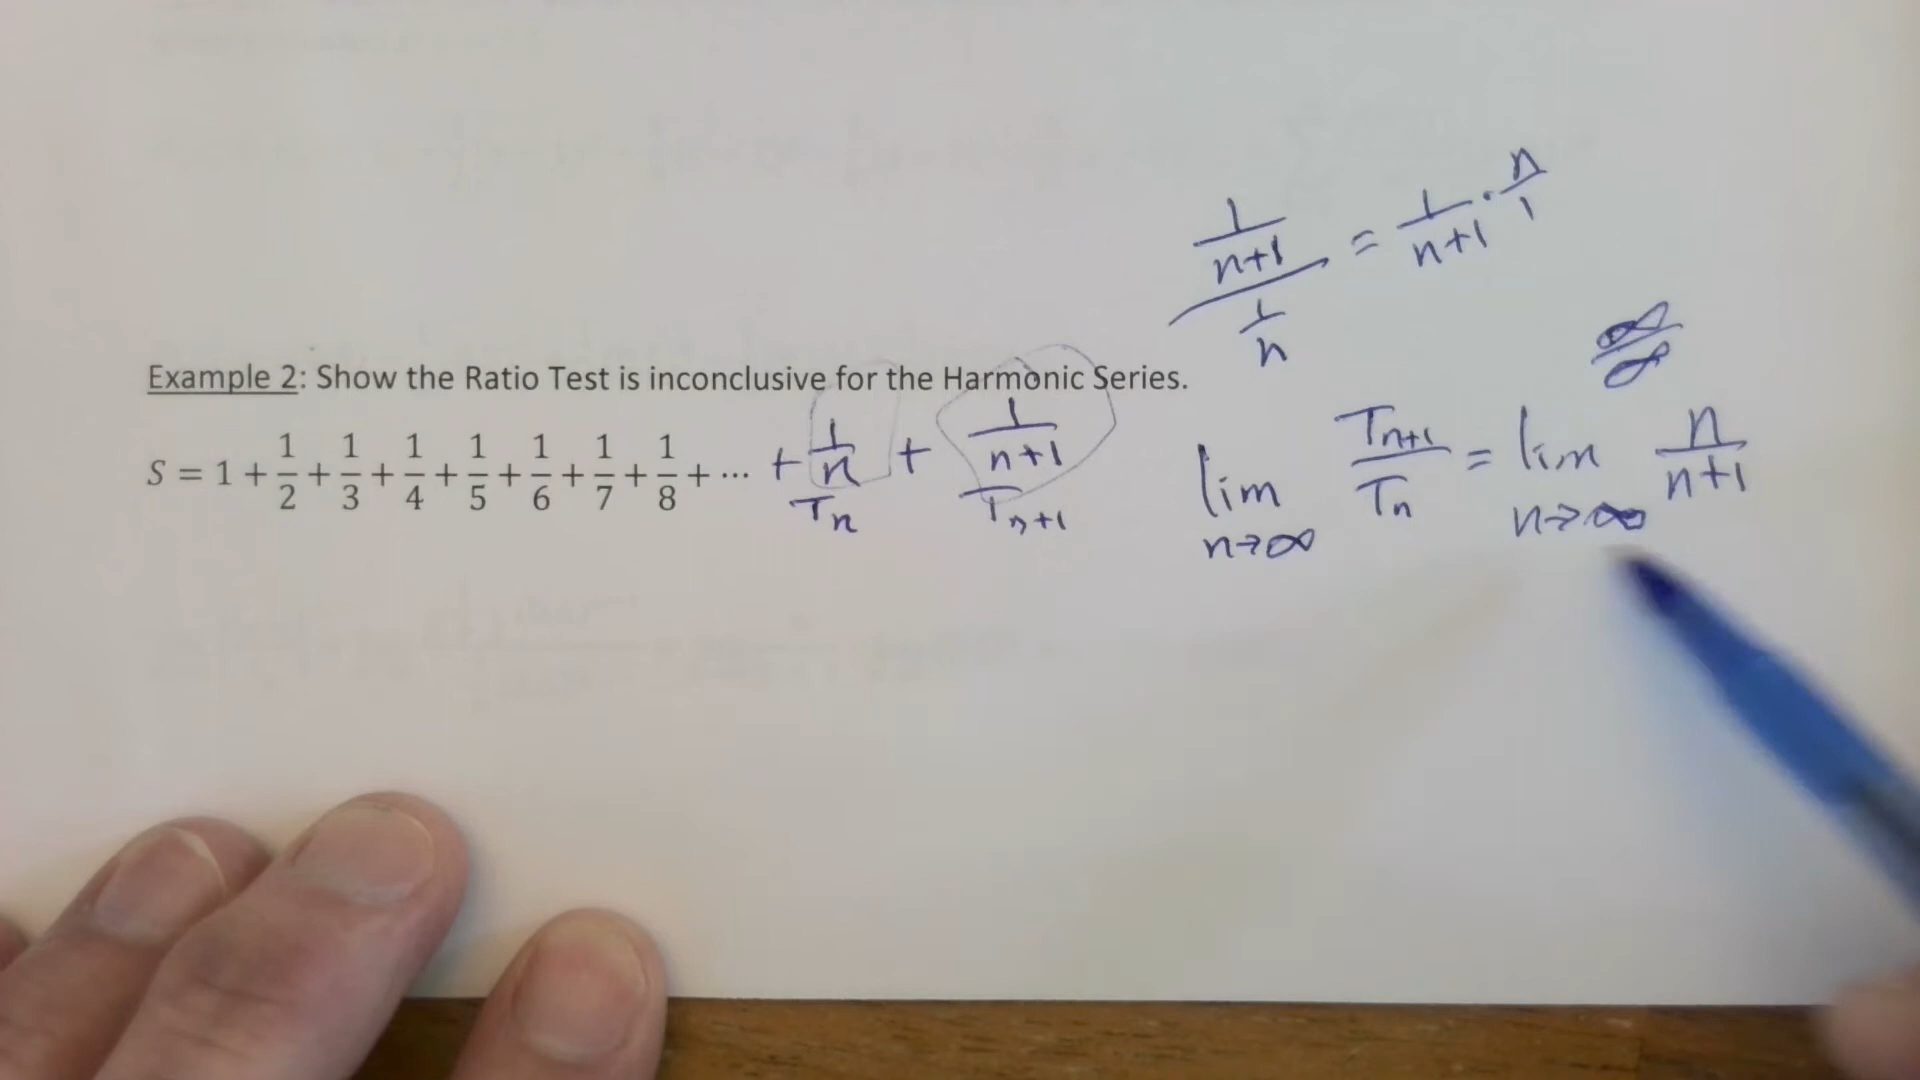 1/(n+1) / 1/n = 1/(n+1) · n/1
∞/∞
Example 2: Show the Ratio Test is inconclusive for the Harmonic Series.
S = 1 + 1/2 + 1/3 + 1/4 + 1/5 + 1/6 + 1/7 + 1/8 + ⋯ + 1/n + 1/(n+1)
Tn Tn+1
lim n→∞ Tn+1/Tn = lim n→∞ n/(n+1)